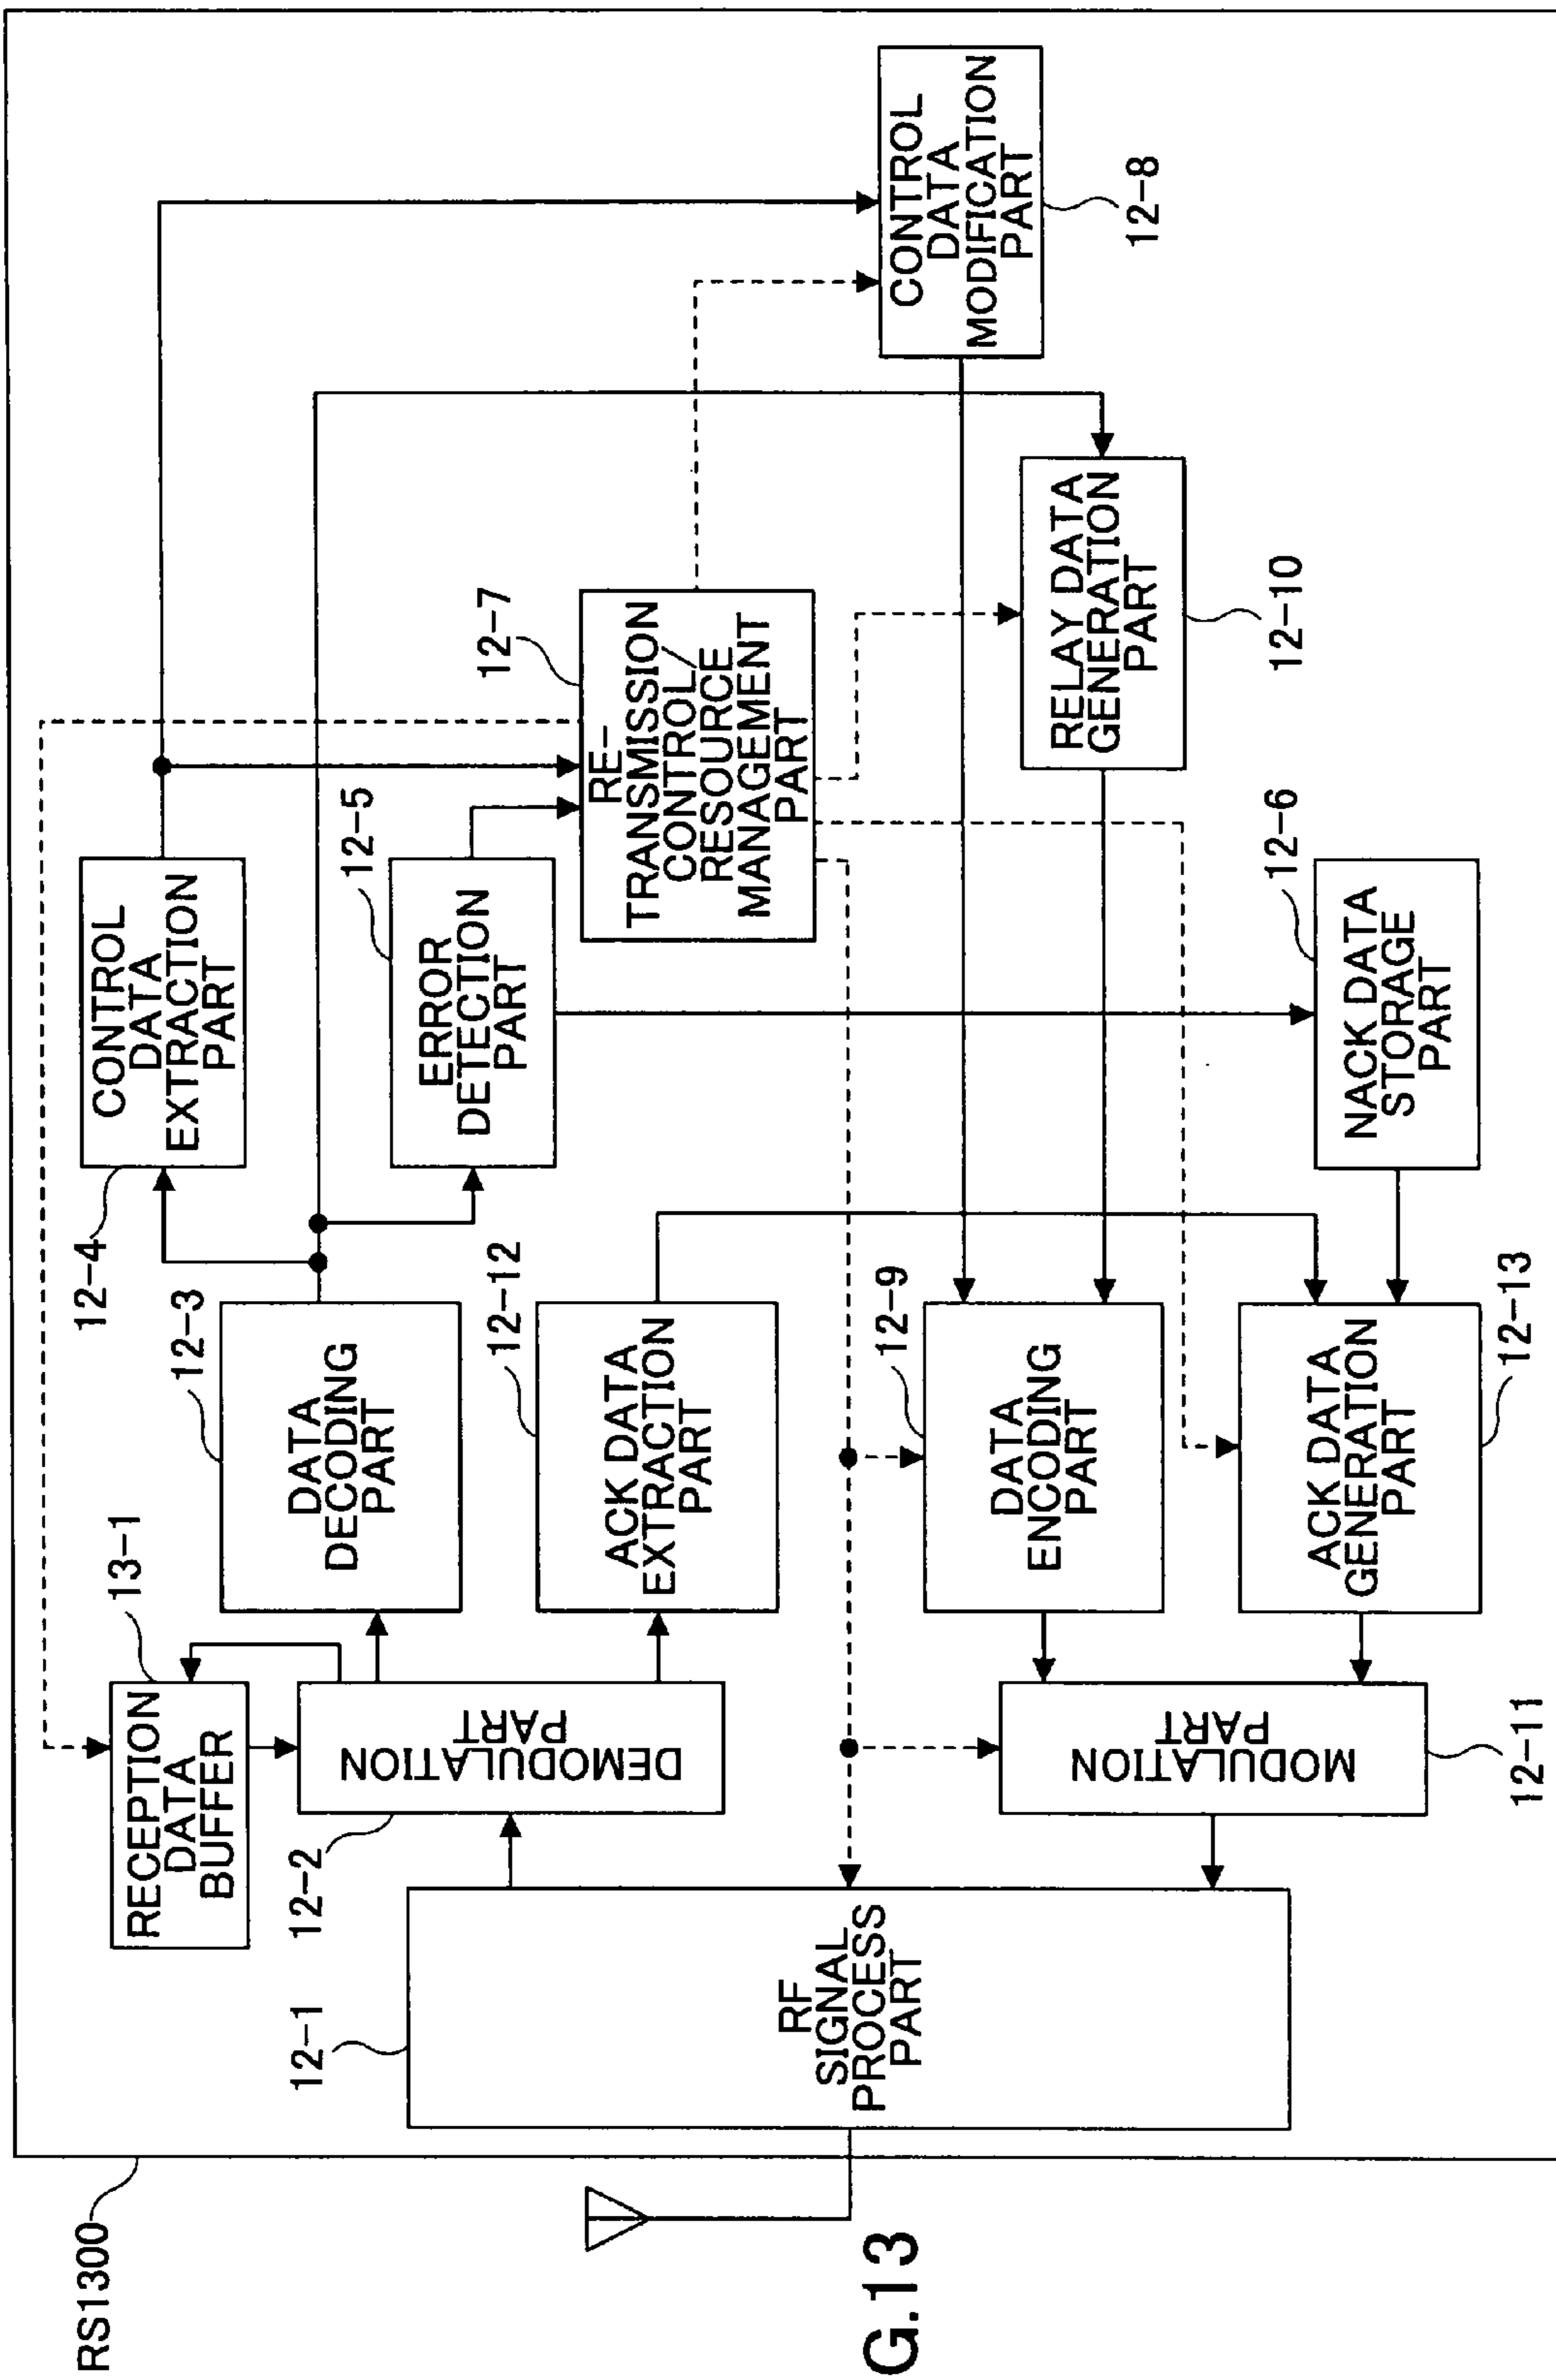 RS1300
12-1
RF
SIGNAL
PROCESS
PART
RECEPTION
DATA
BUFFER
13-1
12-2
DEMODULATION
PART
12-3
DATA
DECODING
PART
12-4
CONTROL
DATA
EXTRACTION
PART
12-5
ERROR
DETECTION
PART
12-12
ACK DATA
EXTRACTION
PART
12-7
RE-
TRANSMISSION
CONTROL/
RESOURCE
MANAGEMENT
PART
CONTROL
DATA
MODIFICATION
PART
12-8
RELAY DATA
GENERATION
PART
12-10
12-9
DATA
ENCODING
PART
12-6
NACK DATA
STORAGE
PART
ACK DATA
GENERATION
PART
12-13
MODULATION
PART
12-11
G.13